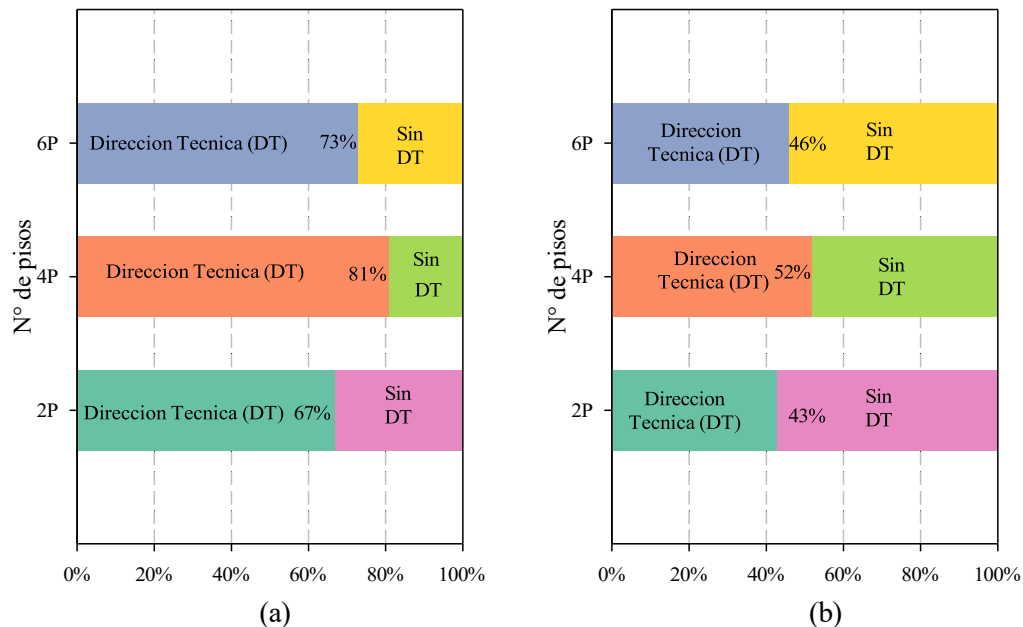 N° de pisos
6P
Direccion Tecnica (DT)
73%
Sin
DT
4P
Direccion Tecnica (DT)
81%
Sin
DT
2P
Direccion Tecnica (DT)
67%
Sin
DT
0%
20%
40%
60%
80%
100%
(a)
N° de pisos
6P
Direccion
Tecnica (DT)
46%
Sin
DT
4P
Direccion
Tecnica (DT)
52%
Sin
DT
2P
Direccion
Tecnica (DT)
43%
Sin
DT
0%
20%
40%
60%
80%
100%
(b)